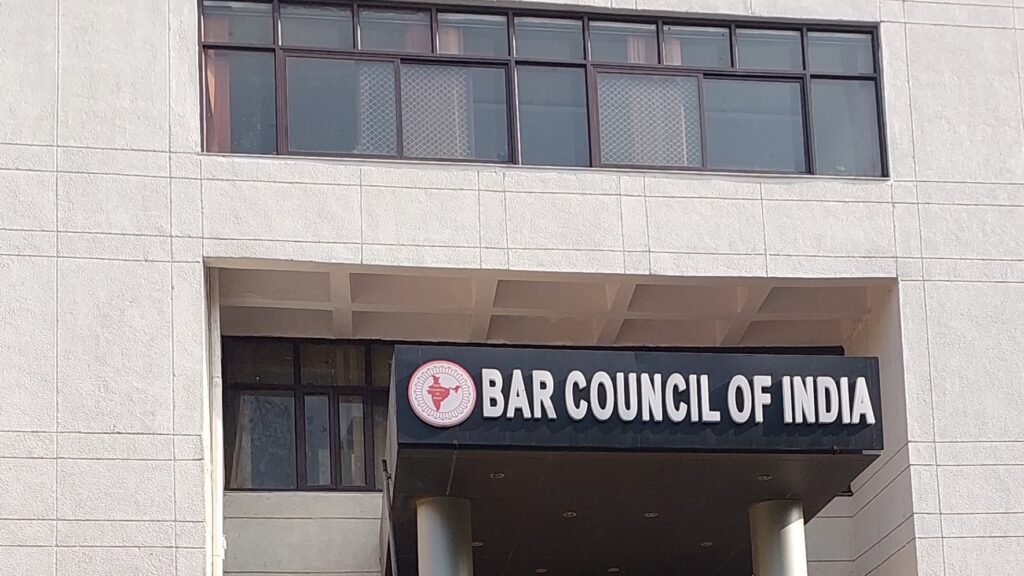 BAR COUNCIL OF INDIA